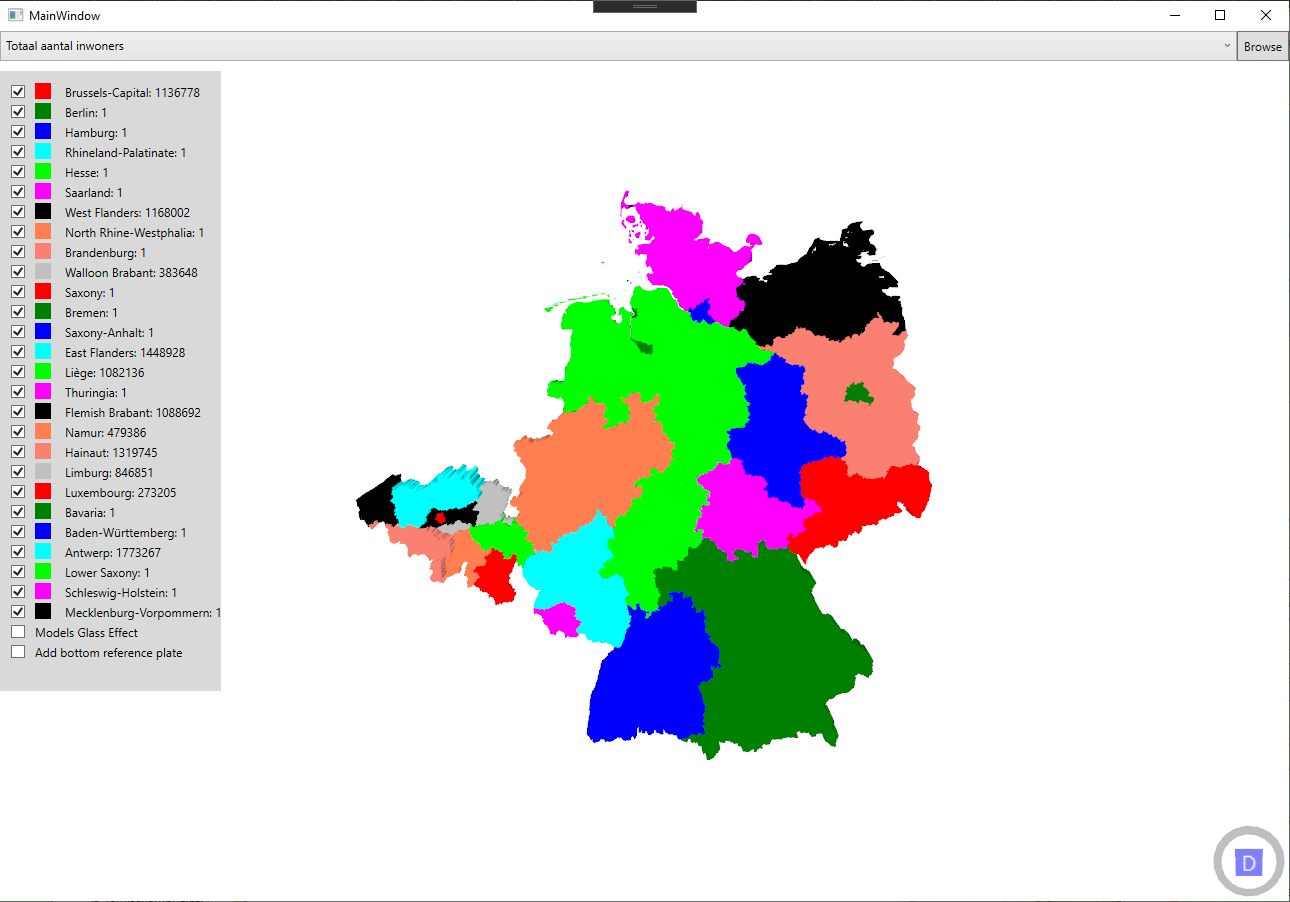 MainWindow
Totaal aantal inwoners
Browse
Brussels-Capital: 1136778
Berlin: 1
Hamburg: 1
Rhineland-Palatinate: 1
Hesse: 1
Saarland: 1
West Flanders: 1168002
North Rhine-Westphalia: 1
Brandenburg: 1
Walloon Brabant: 383648
Saxony: 1
Bremen: 1
Saxony-Anhalt: 1
East Flanders: 1448928
Liège: 1082136
Thuringia: 1
Flemish Brabant: 1088692
Namur: 479386
Hainaut: 1319745
Limburg: 846851
Luxembourg: 273205
Bavaria: 1
Baden-Württemberg: 1
Antwerp: 1773267
Lower Saxony: 1
Schleswig-Holstein: 1
Mecklenburg-Vorpommern: 1
Models Glass Effect
Add bottom reference plate
D